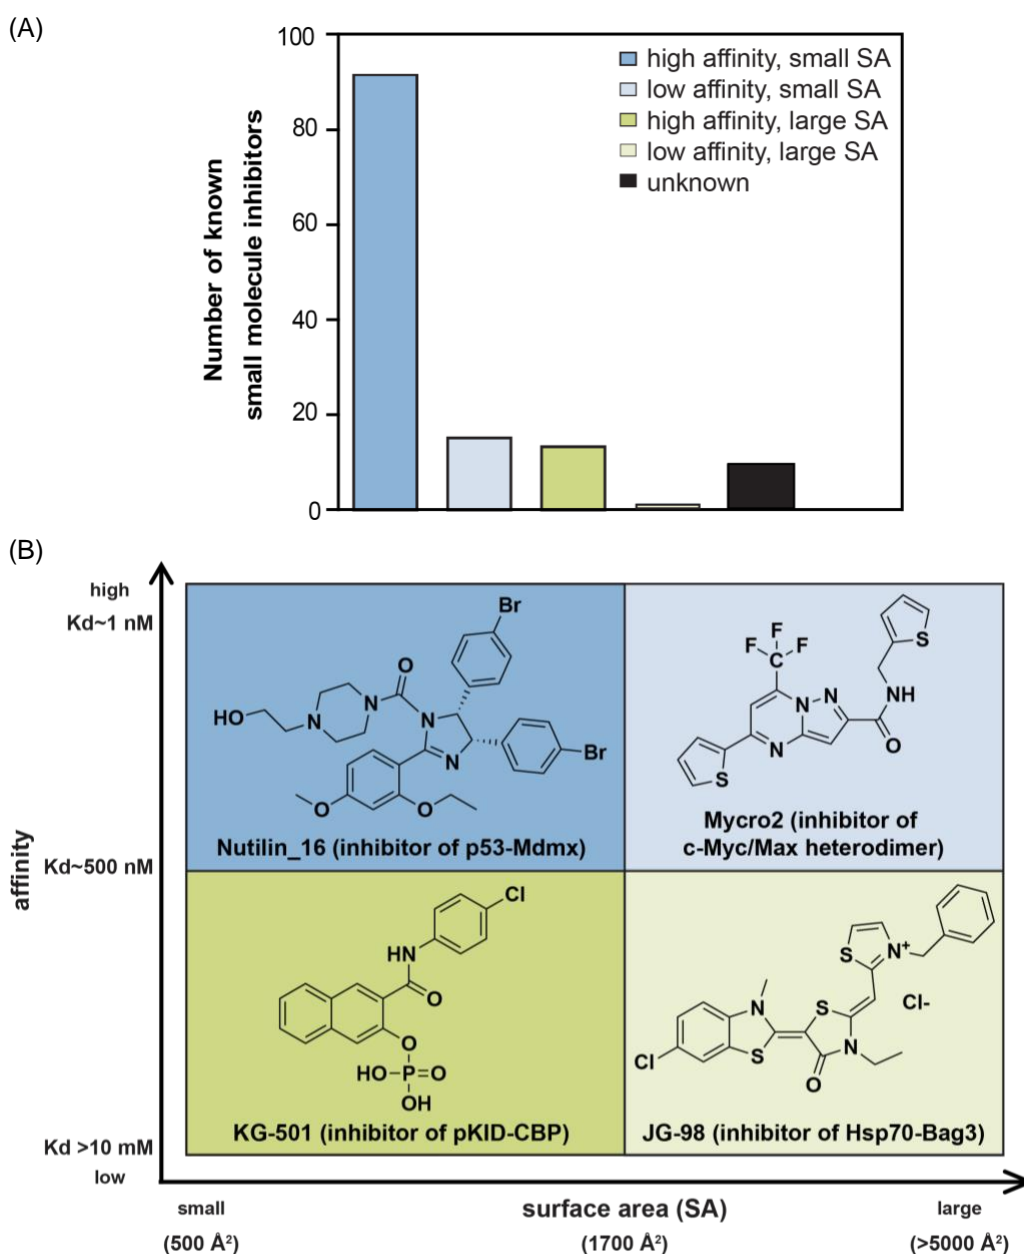 (A)
100
80
60
40
20
0
Number of known
small molecule inhibitors
high affinity, small SA
low affinity, small SA
high affinity, large SA
low affinity, large SA
unknown
(B)
high
Kd~1 nM
Kd~500 nM
Kd >10 mM
low
affinity
Br
O
HO
N
N
N
N
Br
O
O
Nutilin_16 (inhibitor of p53-Mdmx)
F
F
F
C
S
N
N
NH
N
O
S
Mycro2 (inhibitor of
c-Myc/Max heterodimer)
Cl
HN
O
O
HO
P
O
OH
KG-501 (inhibitor of pKID-CBP)
S
N+
N
S
Cl-
Cl
S
N
O
JG-98 (inhibitor of Hsp70-Bag3)
small
(500 Å²)
surface area (SA)
(1700 Å²)
large
(>5000 Å²)